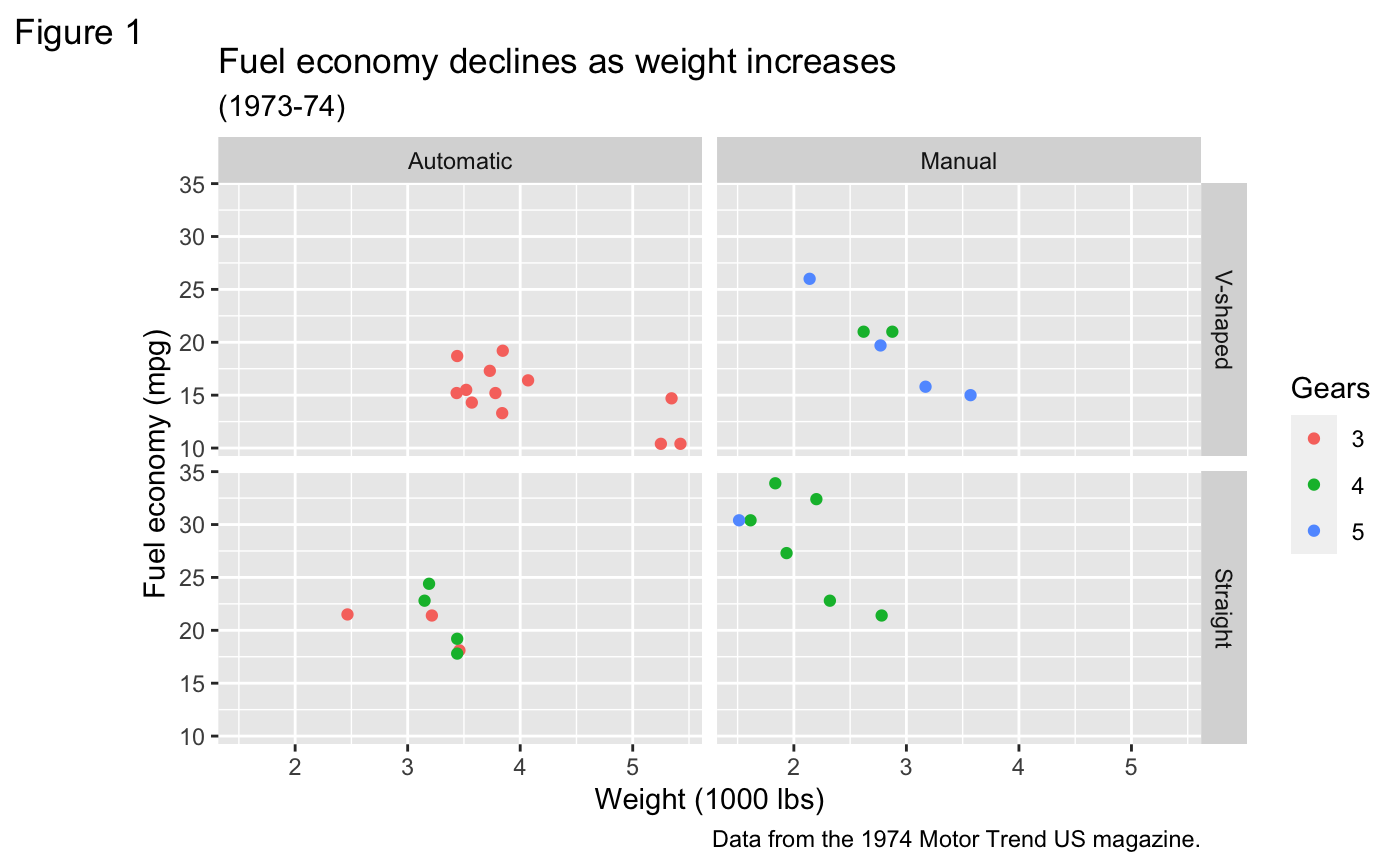 Figure 1
Fuel economy declines as weight increases
(1973-74)
Automatic
Manual
35
30
25
20
15
10
V-shaped
35
30
25
20
15
10
Straight
Fuel economy (mpg)
2 3 4 5
2 3 4 5
Weight (1000 lbs)
Gears
3
4
5
Data from the 1974 Motor Trend US magazine.